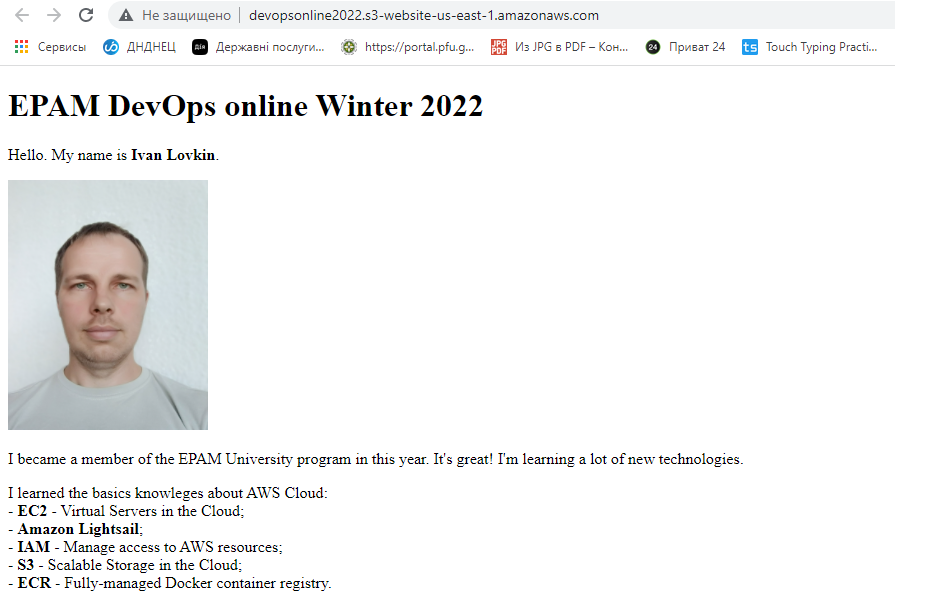 Не защищено devopsonline2022.s3-website-us-east-1.amazonaws.com
Сервисы ДНДНЕЦ Дія Державні послуги... https://portal.pfu.g... JPG PDF Из JPG в PDF – Кон... 24 Приват 24 ts Touch Typing Practi...
EPAM DevOps online Winter 2022
Hello. My name is Ivan Lovkin.
I became a member of the EPAM University program in this year. It's great! I'm learning a lot of new technologies.
I learned the basics knowleges about AWS Cloud:
- EC2 - Virtual Servers in the Cloud;
- Amazon Lightsail;
- IAM - Manage access to AWS resources;
- S3 - Scalable Storage in the Cloud;
- ECR - Fully-managed Docker container registry.